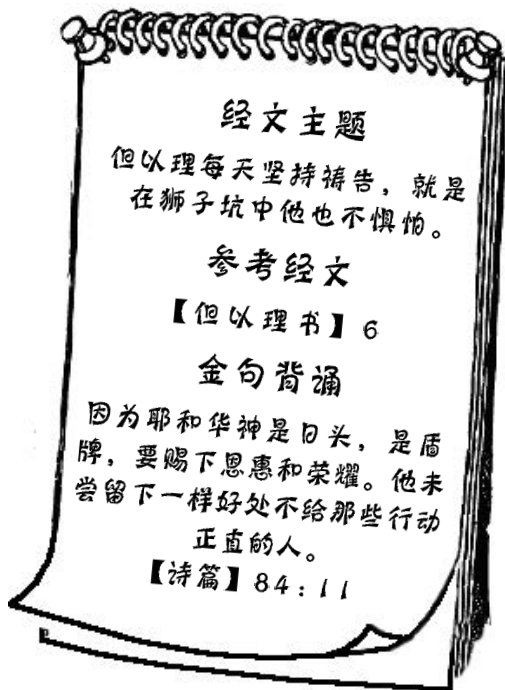 经文主题
但以理每天坚持祷告，就是
在狮子坑中他也不惧怕。
参考经文
【但以理书】6
金句背诵
因为耶和华神是日头，是盾
牌，要赐下恩惠和荣耀。他未
尝留下一样好处不给那些行动
正直的人。
【诗篇】84：11